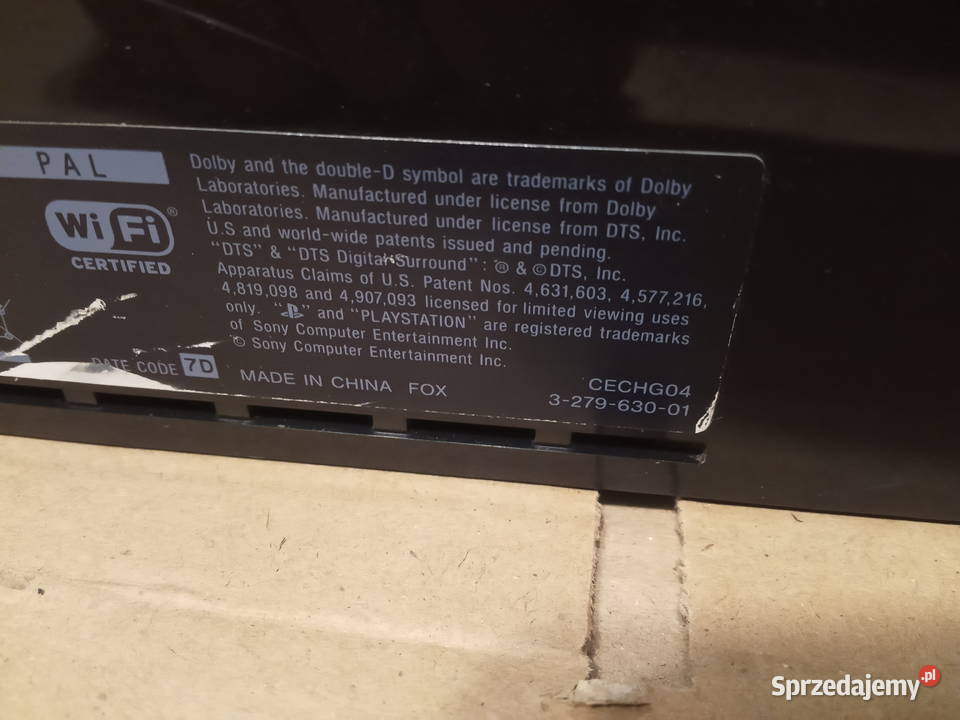 PAL
Wi Fi ®
CERTIFIED
Dolby and the double-D symbol are trademarks of Dolby
Laboratories. Manufactured under license from Dolby
Laboratories. Manufactured under license from DTS, Inc.
U.S and world-wide patents issued and pending.
"DTS" & "DTS Digital Surround" : ® & © DTS, Inc.
Apparatus Claims of U.S. Patent Nos. 4,631,603, 4,577,216,
4,819,098 and 4,907,093 licensed for limited viewing uses
only. " " and "PLAYSTATION" are registered trademarks
of Sony Computer Entertainment Inc.
© Sony Computer Entertainment Inc.
DATE CODE 7D
MADE IN CHINA FOX
CECHG04
3-279-630-01
Sprzedajemy.pl